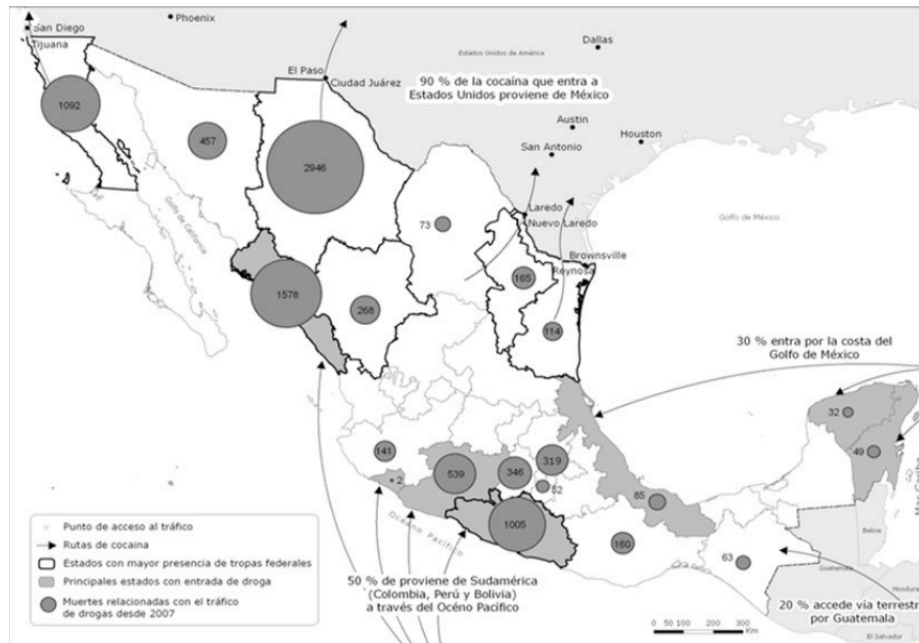 Phoenix
San Diego
Tijuana
Dallas
Estados Unidos de América
El Paso
Ciudad Juárez
90 % de la cocaína que entra a
Estados Unidos proviene de México
1092
457
2946
Austin
Houston
San Antonio
Golfo de California
73
Laredo
Nuevo Laredo
Golfo de México
Brownsville
Reynosa
165
1578
268
114
30 % entra por la costa del
Golfo de México
32
49
Mar Caribe
141
539
346
319
2
52
85
1005
160
63
Océano Pacífico
Belice
Guatemala
Honduras
El Salvador
Punto de acceso al tráfico
Rutas de cocaina
Estados con mayor presencia de tropas federales
Principales estados con entrada de droga
Muertes relacionadas con el tráfico
de drogas desde 2007
50 % de proviene de Sudamérica
(Colombia, Perú y Bolivia)
a través del Océno Pacífico
20 % accede vía terrestr
por Guatemala
0 50 100 200 300
Km